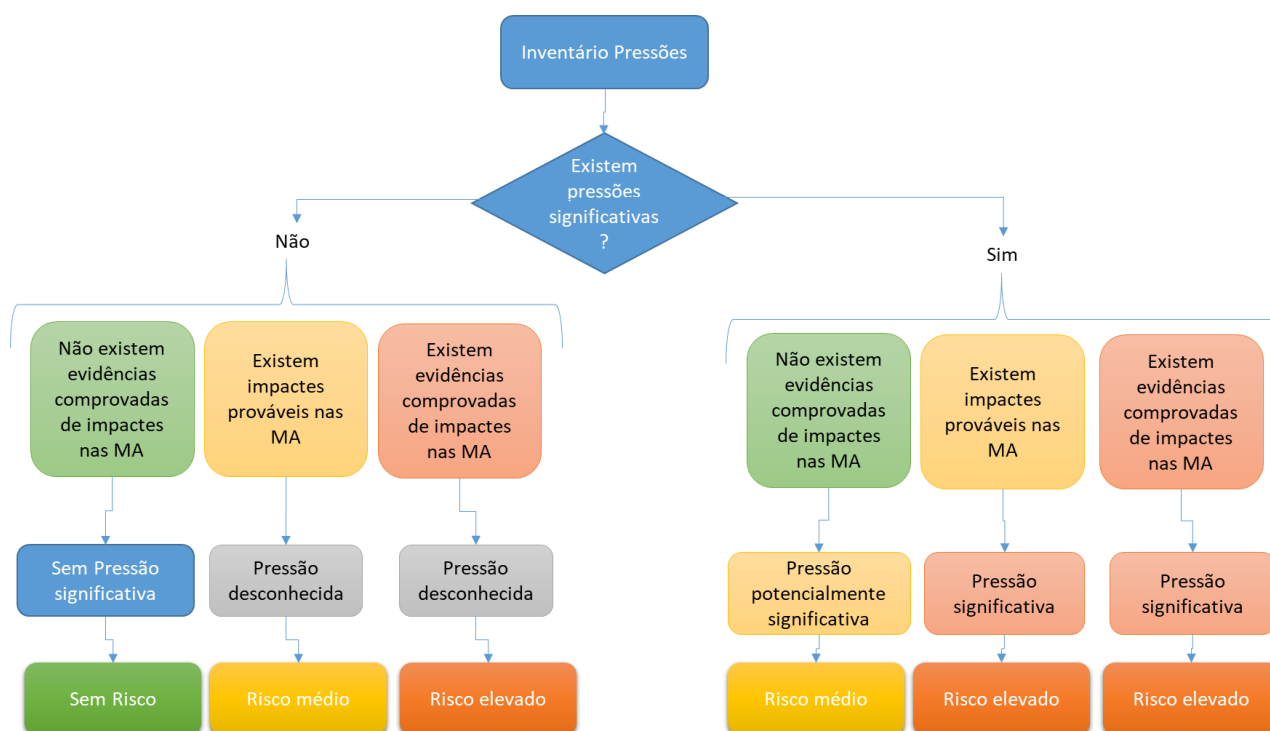 Inventário Pressões
Existem
pressões
significativas
?
Não
Sim
Não existem
evidências
comprovadas
de impactes
nas MA
Existem
impactes
prováveis nas
MA
Existem
evidências
comprovadas
de impactes
nas MA
Não existem
evidências
comprovadas
de impactes
nas MA
Existem
impactes
prováveis nas
MA
Existem
evidências
comprovadas
de impactes
nas MA
Sem Pressão
significativa
Pressão
desconhecida
Pressão
desconhecida
Pressão
potencialmente
significativa
Pressão
significativa
Pressão
significativa
Sem Risco
Risco médio
Risco elevado
Risco médio
Risco elevado
Risco elevado